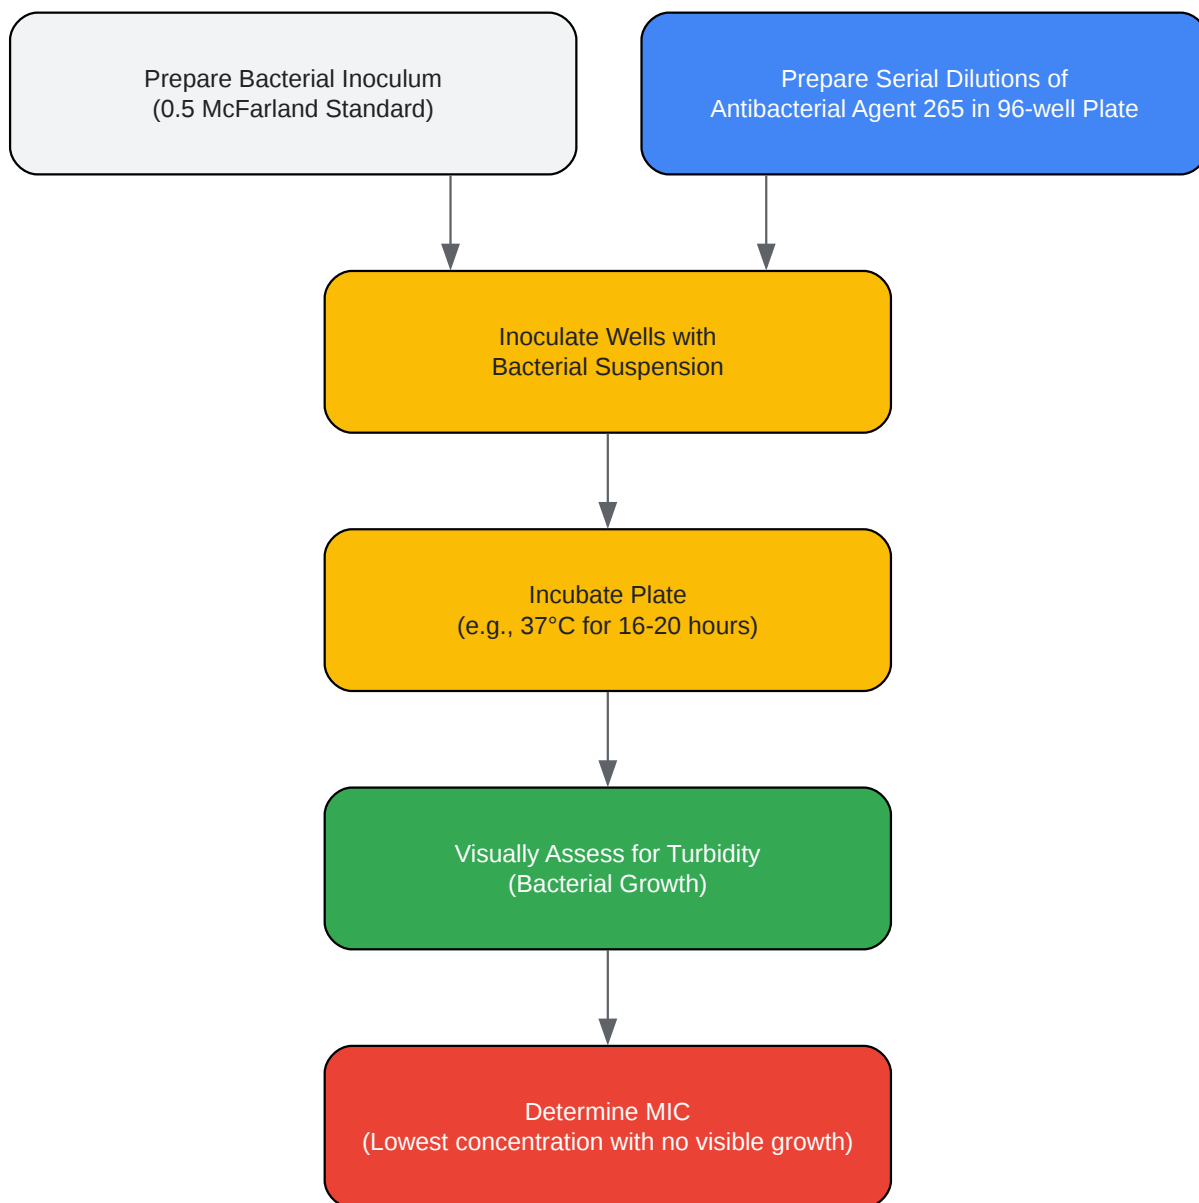 Prepare Bacterial Inoculum
(0.5 McFarland Standard)
Prepare Serial Dilutions of
Antibacterial Agent 265 in 96-well Plate
Inoculate Wells with
Bacterial Suspension
Incubate Plate
(e.g., 37°C for 16-20 hours)
Visually Assess for Turbidity
(Bacterial Growth)
Determine MIC
(Lowest concentration with no visible growth)